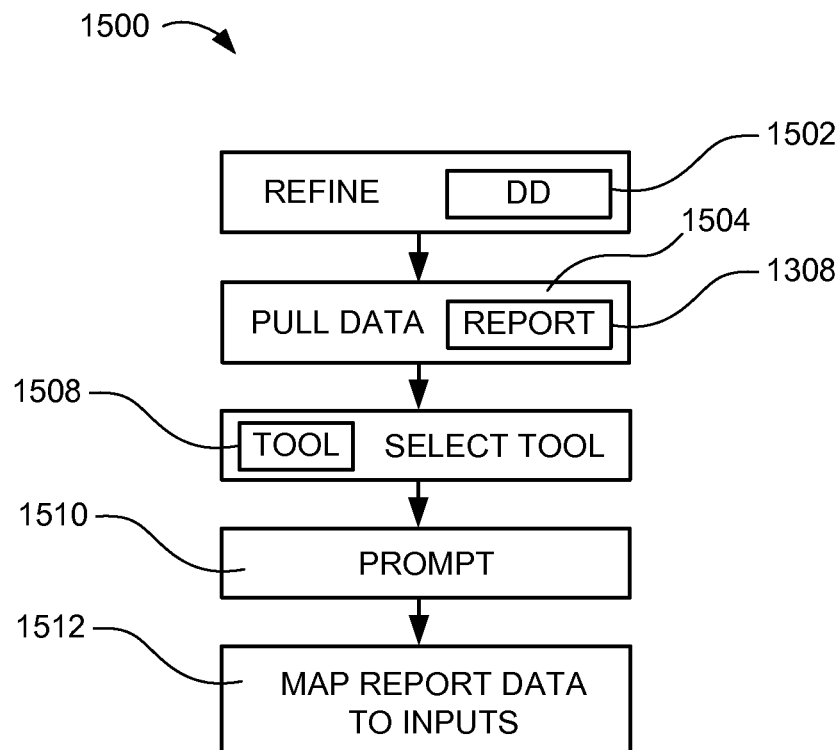 1500
1502
REFINE DD
1504
1308
PULL DATA REPORT
1508
TOOL SELECT TOOL
1510
PROMPT
1512
MAP REPORT DATA
TO INPUTS